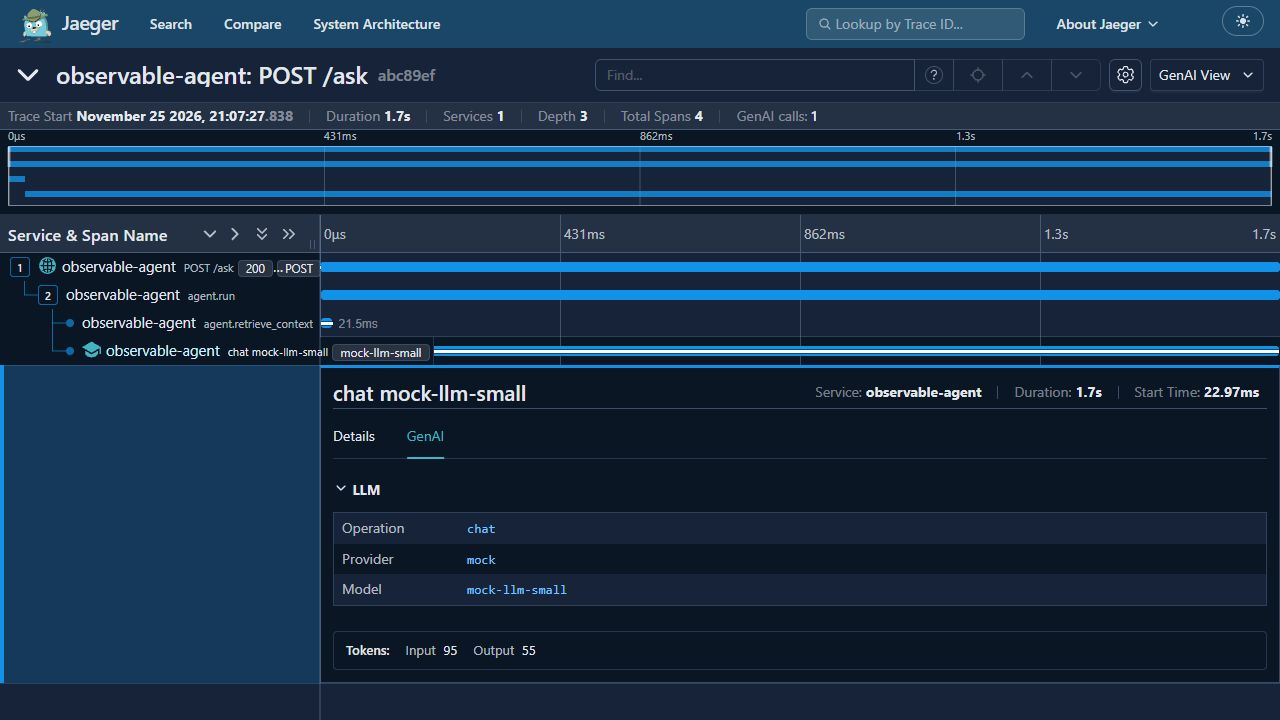 Jaeger Search Compare System Architecture Lookup by Trace ID... About Jaeger
observable-agent: POST /ask abc89ef Find... ? GenAI View
Trace Start November 25 2026, 21:07:27.838 Duration 1.7s Services 1 Depth 3 Total Spans 4 GenAI calls: 1
0μs 431ms 862ms 1.3s 1.7s
Service & Span Name 0μs 431ms 862ms 1.3s 1.7s
1 observable-agent POST /ask 200 ...POST
2 observable-agent agent.run
observable-agent agent.retrieve_context 21.5ms
observable-agent chat mock-llm-small mock-llm-small
chat mock-llm-small Service: observable-agent Duration: 1.7s Start Time: 22.97ms
Details GenAI
LLM
Operation chat
Provider mock
Model mock-llm-small
Tokens: Input 95 Output 55